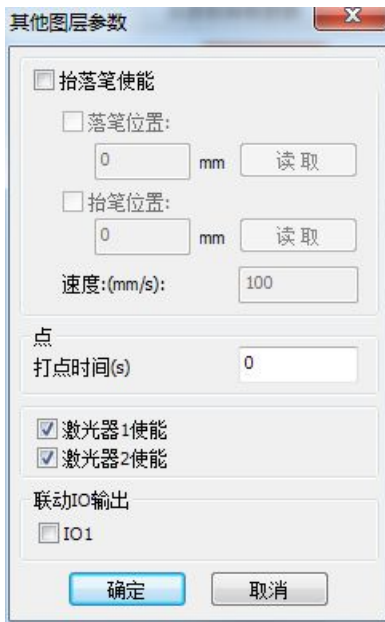 其他图层参数
抬落笔使能
落笔位置:
0 mm 读取
抬笔位置:
0 mm 读取
速度:(mm/s): 100
点
打点时间(s) 0
激光器1使能
激光器2使能
联动IO输出
IO1
确定 取消